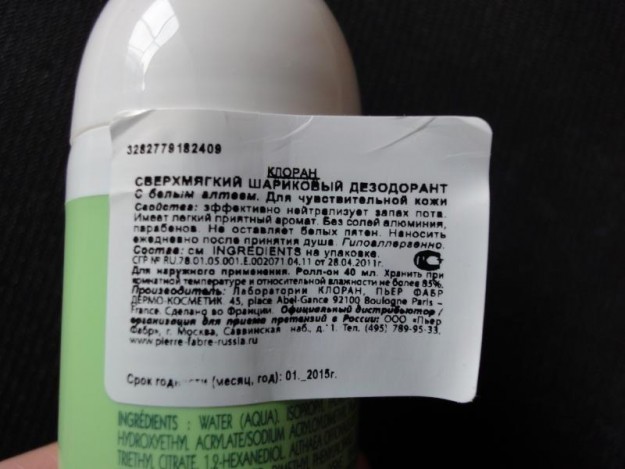 3282779182409
КЛОРАН
СВЕРХМЯГКИЙ ШАРИКОВЫЙ ДЕЗОДОРАНТ
С белым алтеем. Для чувствительной кожи
Свойства: эффективно нейтрализует запах пота.
Имеет легкий приятный аромат. Без солей алюминия,
парабенов. Не оставляет белых пятен. Наносить
ежедневно после принятия душа. Гипоаллергенно.
Состав: см INGREDIENTS на упаковке.
СГР № RU.78.01.05.001.Е.002071.04.11 от 28.04.2011г.
Для наружного применения. Ролл-он 40 мл. Хранить при
комнатной температуре и относительной влажности не более 85%.
Производитель: Лаборатории КЛОРАН, ПЬЕР ФАБР
ДЕРМО-КОСМЕТИК 45, place Abel-Gance 92100 Boulogne Paris -
France. Сделано во Франции. Официальный дистрибьютор /
организация для приема претензий в России: ООО «Пьер
Фабр», г. Москва, Саввинская наб., д. Тел. (495) 789-95-33.
www.pierre-fabre-russia.ru
Срок (месяц, год): 01. 2015г.
INGRÉDIENTS : WATER (AQUA).
HYDROXYETHYL ACRYLATE/SODIUM
TRIETHYL CITRATE, 1,2-HEXANEDIOL, ALTHAEA